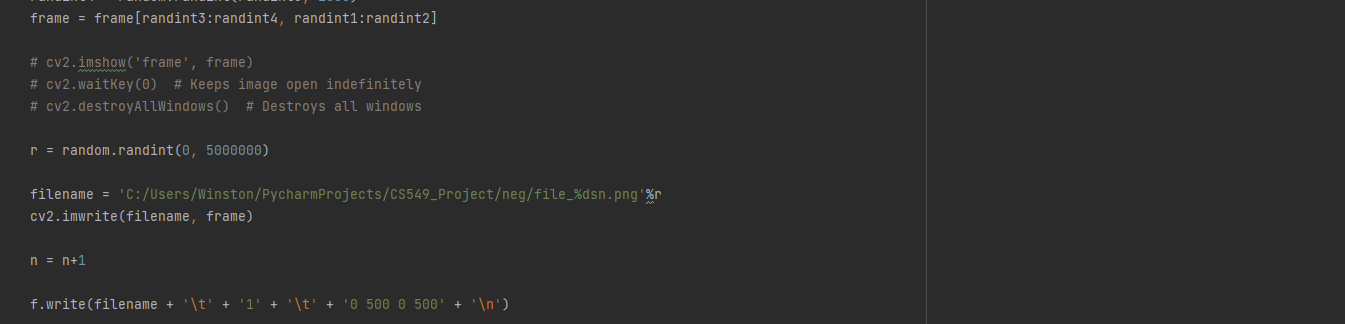 frame = frame[randint3:randint4, randint1:randint2]
# cv2.imshow('frame', frame)
# cv2.waitKey(0)  # Keeps image open indefinitely
# cv2.destroyAllWindows()  # Destroys all windows
r = random.randint(0, 5000000)
filename = 'C:/Users/Winston/PycharmProjects/CS549_Project/neg/file_%dsn.png'%r
cv2.imwrite(filename, frame)
n = n+1
f.write(filename + '\t' + '1' + '\t' + '0 500 0 500' + '\n')